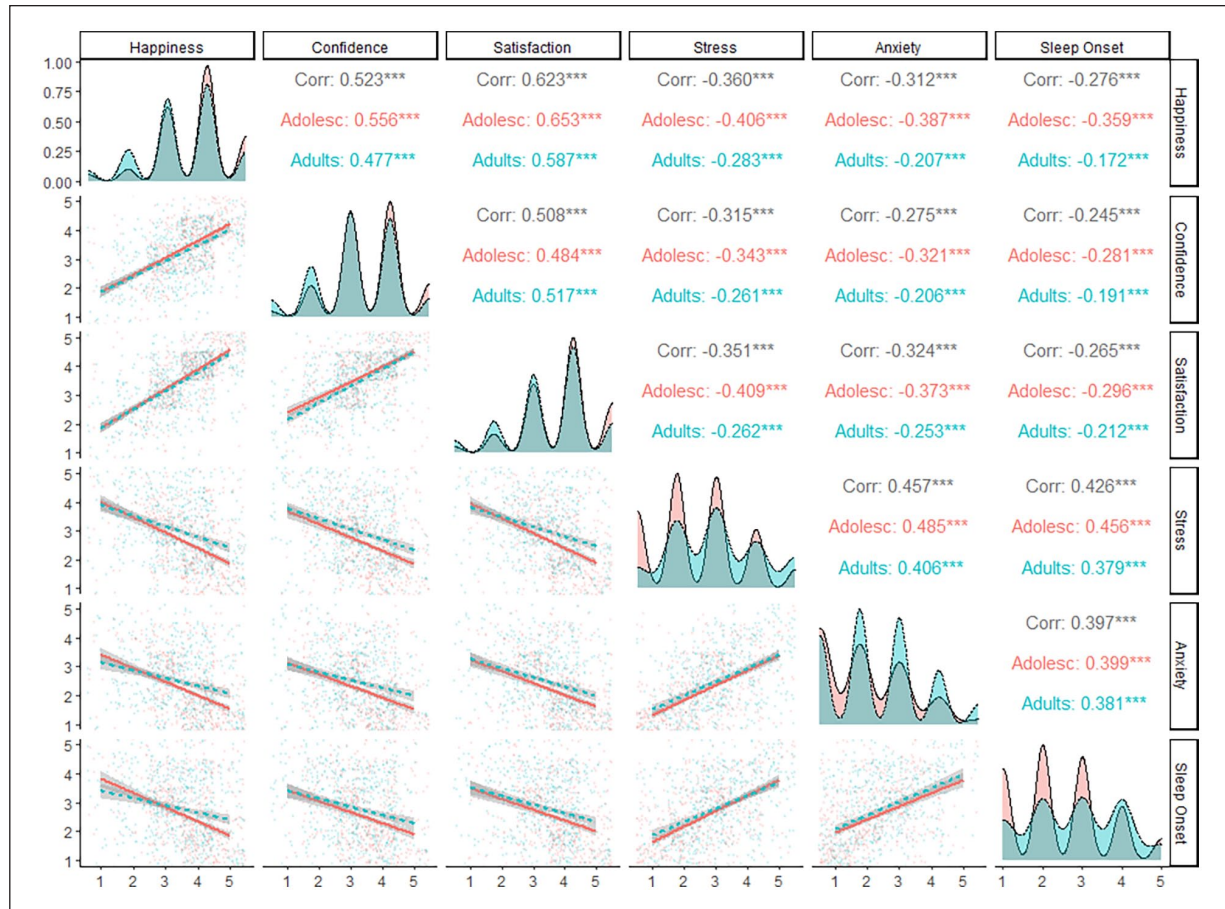 Happiness Confidence Satisfaction Stress Anxiety Sleep Onset
1.00
0.75
0.50
0.25
0.00
Corr: 0.523*** Corr: 0.623*** Corr: -0.360*** Corr: -0.312*** Corr: -0.276***
Adolesc: 0.556*** Adolesc: 0.653*** Adolesc: -0.406*** Adolesc: -0.387*** Adolesc: -0.359***
Adults: 0.477*** Adults: 0.587*** Adults: -0.283*** Adults: -0.207*** Adults: -0.172***
Happiness
5
4
3
2
1
Corr: 0.508*** Corr: -0.315*** Corr: -0.275*** Corr: -0.245***
Adolesc: 0.484*** Adolesc: -0.343*** Adolesc: -0.321*** Adolesc: -0.281***
Adults: 0.517*** Adults: -0.261*** Adults: -0.206*** Adults: -0.191***
Confidence
5
4
3
2
1
Corr: -0.351*** Corr: -0.324*** Corr: -0.265***
Adolesc: -0.409*** Adolesc: -0.373*** Adolesc: -0.296***
Adults: -0.262*** Adults: -0.253*** Adults: -0.212***
Satisfaction
5
4
3
2
1
Corr: 0.457*** Corr: 0.426***
Adolesc: 0.485*** Adolesc: 0.456***
Adults: 0.406*** Adults: 0.379***
Stress
5
4
3
2
1
Corr: 0.397***
Adolesc: 0.399***
Adults: 0.381***
Anxiety
5
4
3
2
1
Sleep Onset
1 2 3 4 5 1 2 3 4 5 1 2 3 4 5 1 2 3 4 5 1 2 3 4 5 1 2 3 4 5